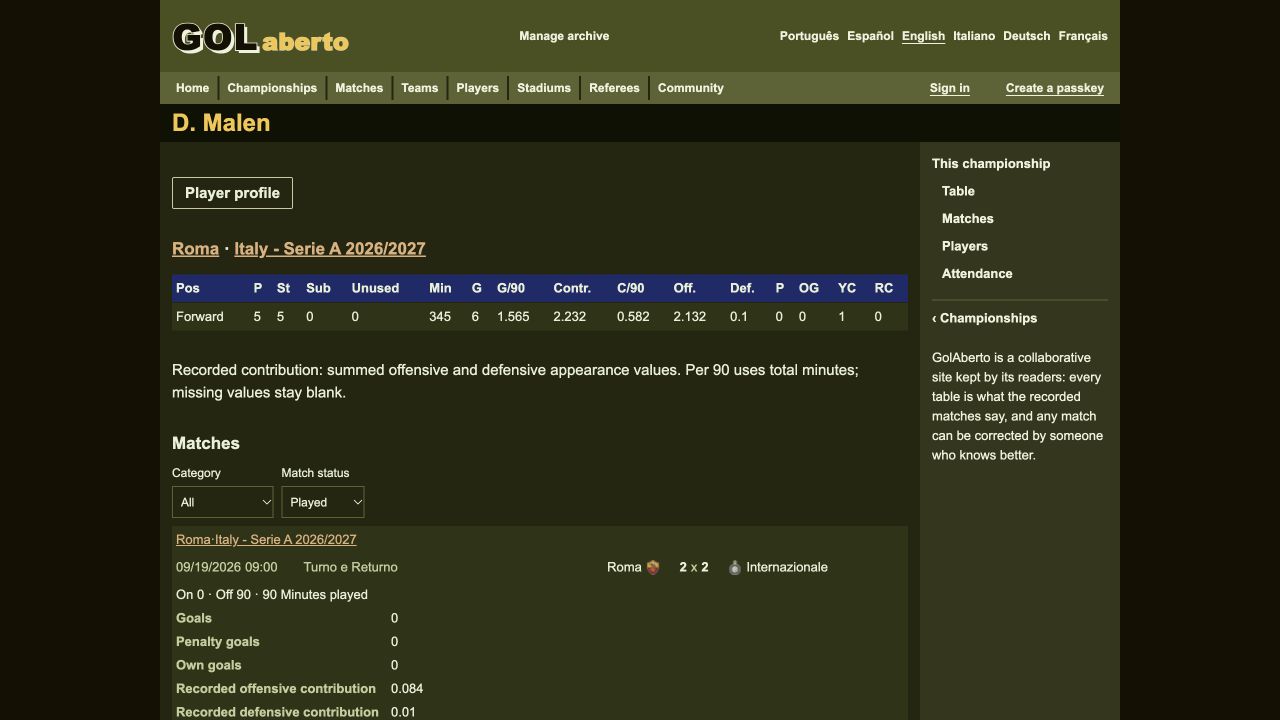 GOL aberto
Manage archive
Português Español English Italiano Deutsch Français
Home Championships Matches Teams Players Stadiums Referees Community
Sign in Create a passkey
D. Malen
Player profile
Roma · Italy - Serie A 2026/2027
Pos P St Sub Unused Min G G/90 Contr. C/90 Off. Def. P OG YC RC
Forward 5 5 0 0 345 6 1.565 2.232 0.582 2.132 0.1 0 0 1 0
Recorded contribution: summed offensive and defensive appearance values. Per 90 uses total minutes;
missing values stay blank.
Matches
Category Match status
All Played
Roma·Italy - Serie A 2026/2027
09/19/2026 09:00 Turno e Returno Roma 2 x 2 Internazionale
On 0 · Off 90 · 90 Minutes played
Goals 0
Penalty goals 0
Own goals 0
Recorded offensive contribution 0.084
Recorded defensive contribution 0.01
This championship
Table
Matches
Players
Attendance
‹ Championships
GolAberto is a collaborative
site kept by its readers: every
table is what the recorded
matches say, and any match
can be corrected by someone
who knows better.